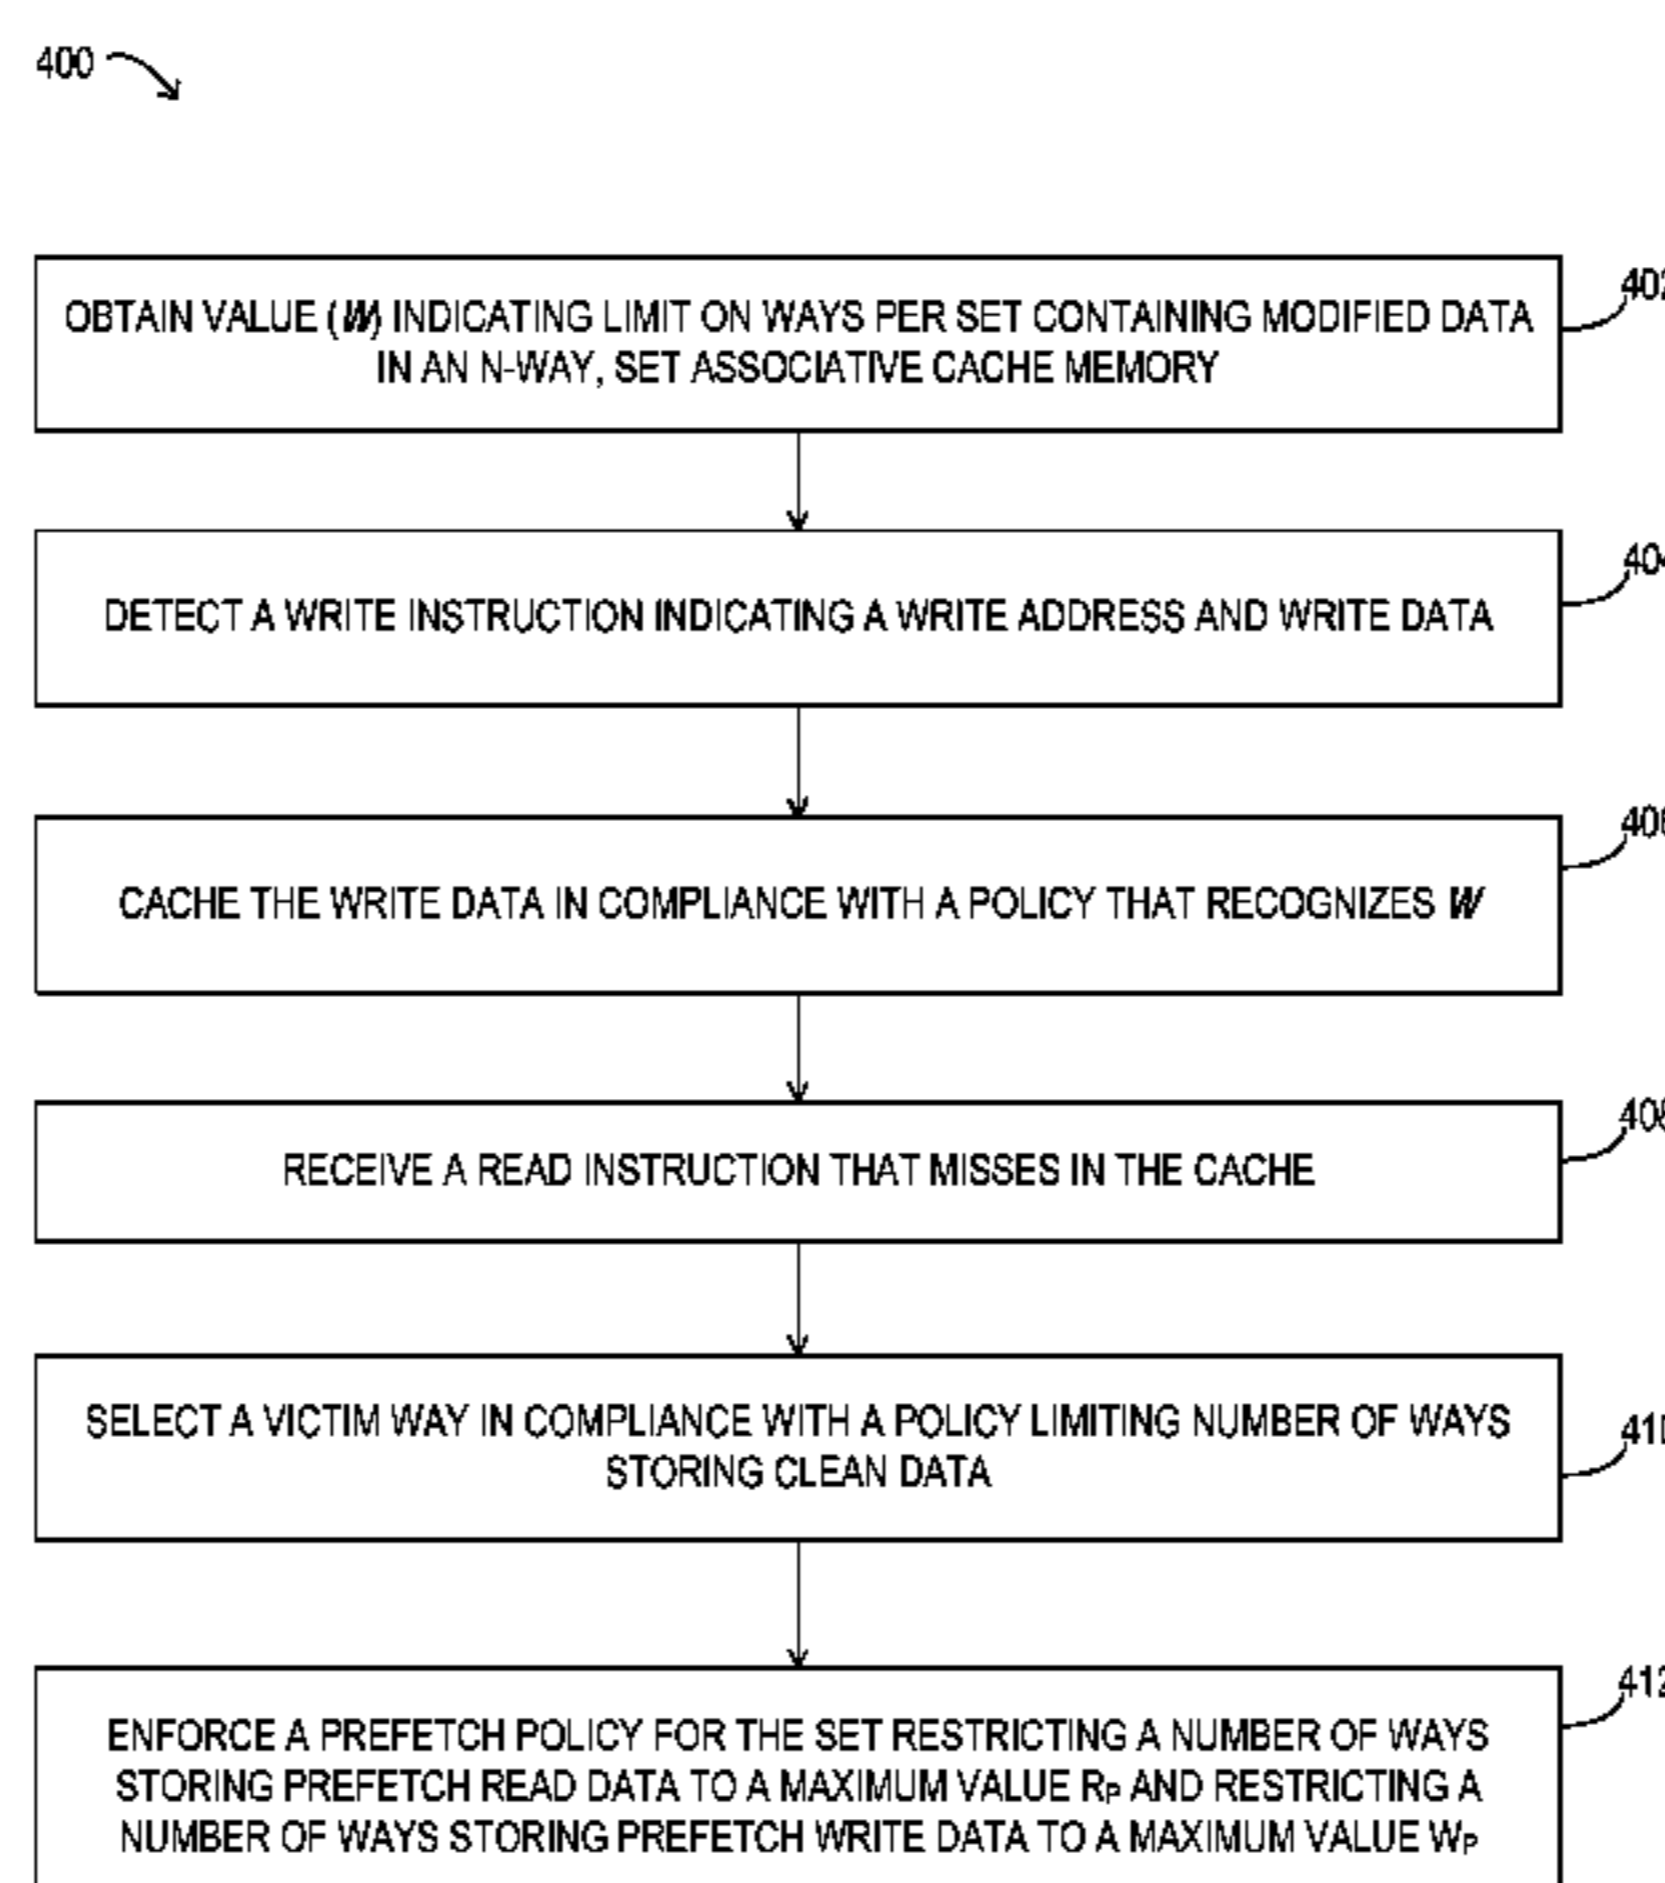 400
OBTAIN VALUE (W) INDICATING LIMIT ON WAYS PER SET CONTAINING MODIFIED DATA
IN AN N-WAY, SET ASSOCIATIVE CACHE MEMORY
DETECT A WRITE INSTRUCTION INDICATING A WRITE ADDRESS AND WRITE DATA
CACHE THE WRITE DATA IN COMPLIANCE WITH A POLICY THAT RECOGNIZES W
RECEIVE A READ INSTRUCTION THAT MISSES IN THE CACHE
SELECT A VICTIM WAY IN COMPLIANCE WITH A POLICY LIMITING NUMBER OF WAYS
STORING CLEAN DATA
412
ENFORCE A PREFETCH POLICY FOR THE SET RESTRICTING A NUMBER OF WAYS
STORING PREFETCH READ DATA TO A MAXIMUM VALUE RP AND RESTRICTING A
NUMBER OF WAYS STORING PREFETCH WRITE DATA TO A MAXIMUM VALUE WP